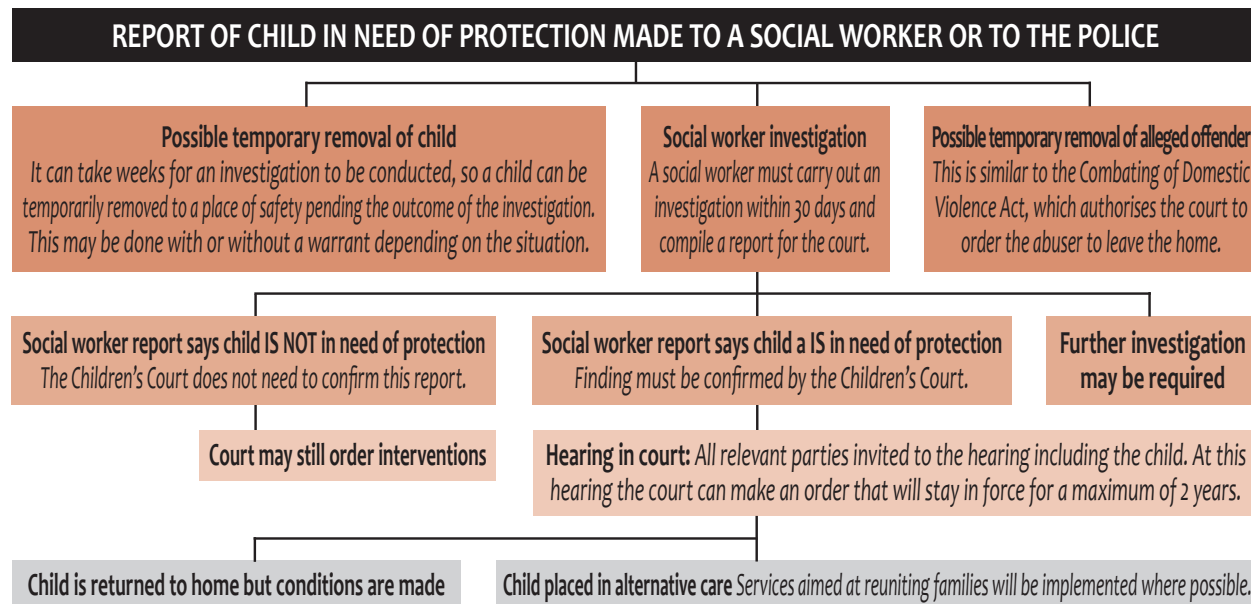 REPORT OF CHILD IN NEED OF PROTECTION MADE TO A SOCIAL WORKER OR TO THE POLICE
Possible temporary removal of child
It can take weeks for an investigation to be conducted, so a child can be
temporarily removed to a place of safety pending the outcome of the investigation.
This may be done with or without a warrant depending on the situation.
Social worker investigation
A social worker must carry out an
investigation within 30 days and
compile a report for the court.
Possible temporary removal of alleged offender
This is similar to the Combating of Domestic
Violence Act, which authorises the court to
order the abuser to leave the home.
Social worker report says child IS NOT in need of protection
The Children's Court does not need to confirm this report.
Social worker report says child a IS in need of protection
Finding must be confirmed by the Children's Court.
Further investigation
may be required
Court may still order interventions
Hearing in court: All relevant parties invited to the hearing including the child. At this
hearing the court can make an order that will stay in force for a maximum of 2 years.
Child is returned to home but conditions are made
Child placed in alternative care Services aimed at reuniting families will be implemented where possible.